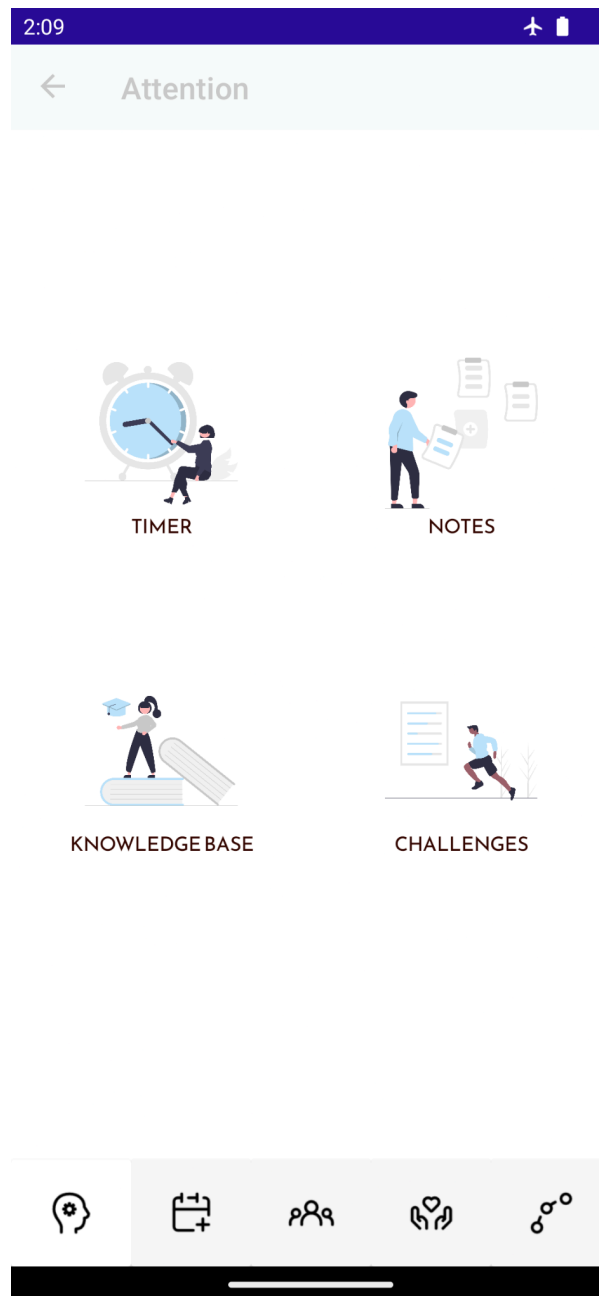 2:09
Attention
TIMER
NOTES
KNOWLEDGE BASE
CHALLENGES